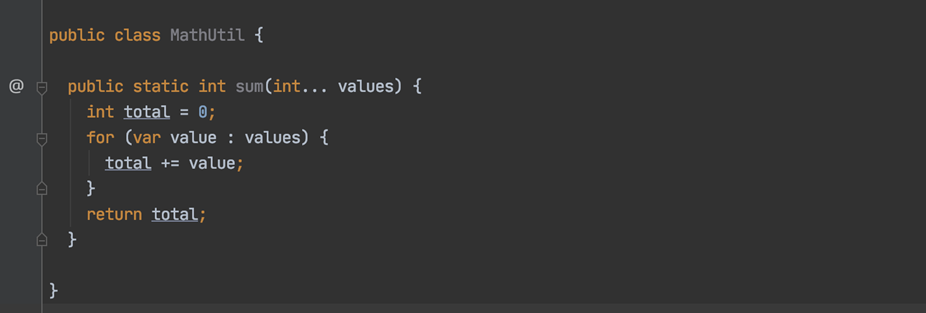 public class MathUtil {
@ public static int sum(int... values) {
int total = 0;
for (var value : values) {
total += value;
}
return total;
}
}